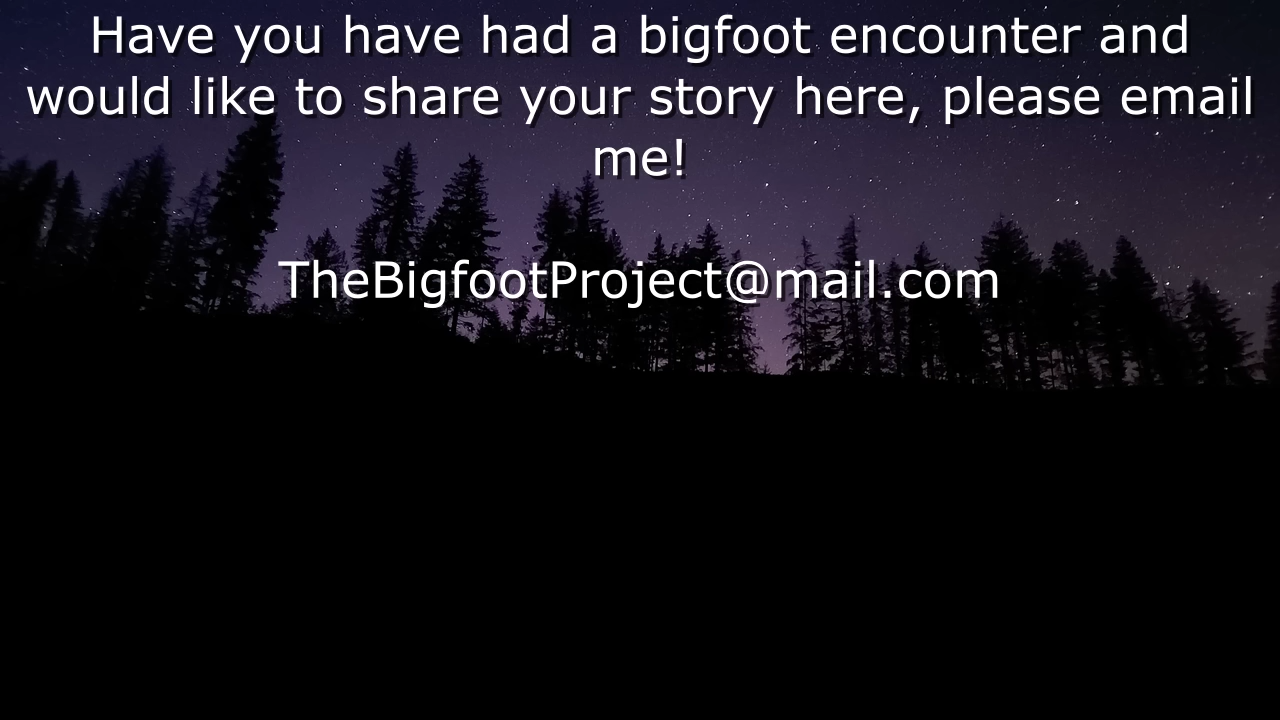 Have you have had a bigfoot encounter and
would like to share your story here, please email
me!
TheBigfootProject@mail.com